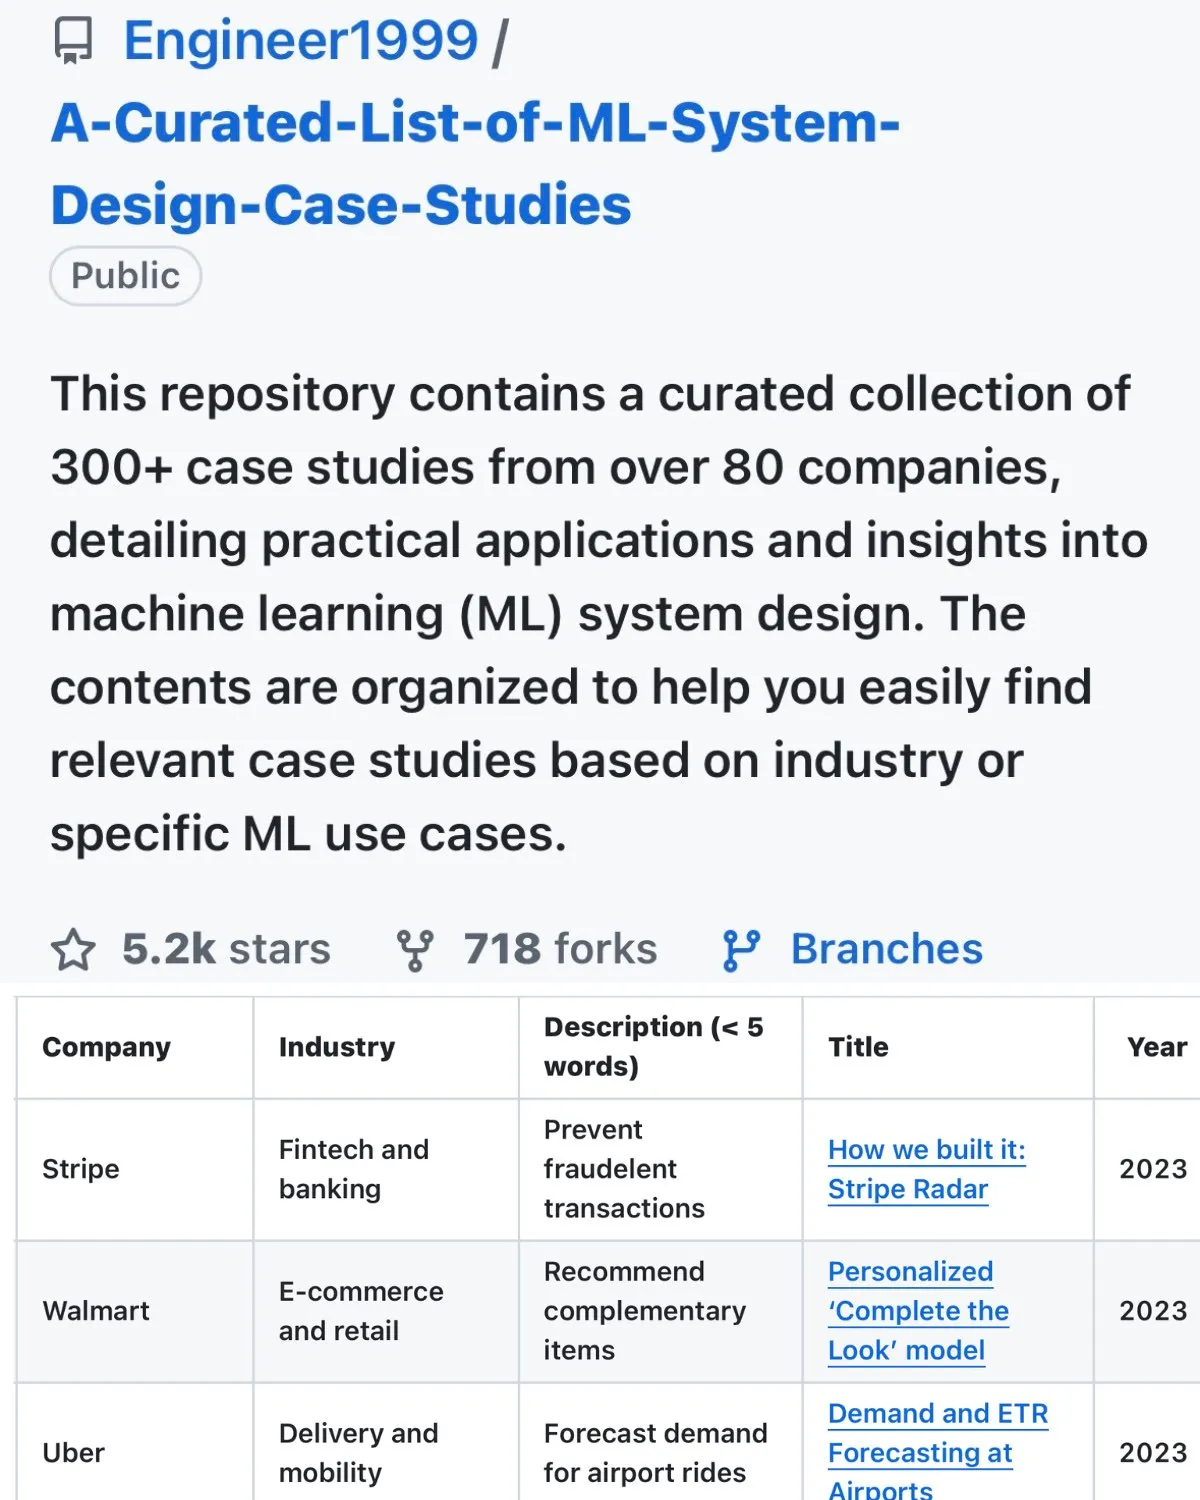 Engineer1999 /
A-Curated-List-of-ML-System-
Design-Case-Studies
Public
This repository contains a curated collection of
300+ case studies from over 80 companies,
detailing practical applications and insights into
machine learning (ML) system design. The
contents are organized to help you easily find
relevant case studies based on industry or
specific ML use cases.
5.2k stars 718 forks Branches
Company
Industry
Description (< 5
words)
Title
Year
Stripe
Fintech and
banking
Prevent
fraudelent
transactions
How we built it:
Stripe Radar
2023
Walmart
E-commerce
and retail
Recommend
complementary
items
Personalized
‘Complete the
Look’ model
2023
Uber
Delivery and
mobility
Forecast demand
for airport rides
Demand and ETR
Forecasting at
Airports
2023